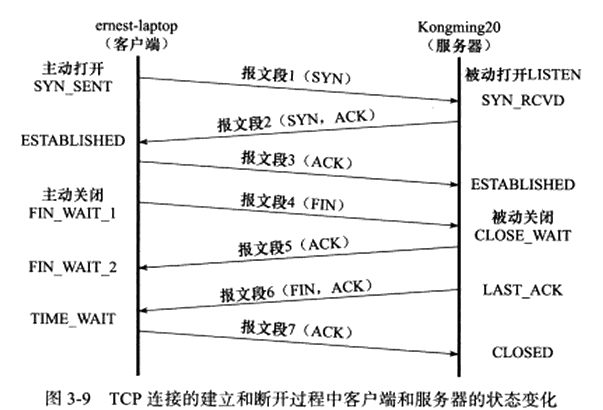 ernest-laptop
（客户端）
Kongming20
（服务器）
主动打开
SYN_SENT
报文段1（SYN）
被动打开LISTEN
SYN_RCVD
报文段2（SYN，ACK）
ESTABLISHED
报文段3（ACK）
ESTABLISHED
主动关闭
FIN_WAIT_1
报文段4（FIN）
被动关闭
CLOSE_WAIT
报文段5（ACK）
FIN_WAIT_2
报文段6（FIN，ACK）
LAST_ACK
TIME_WAIT
报文段7（ACK）
CLOSED
图 3-9 TCP 连接的建立和断开过程中客户端和服务器的状态变化